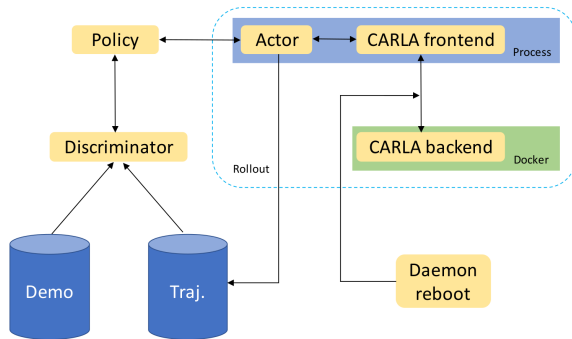 Policy
Actor
CARLA frontend
Process
Discriminator
CARLA backend
Docker
Rollout
Demo
Traj.
Daemon
reboot